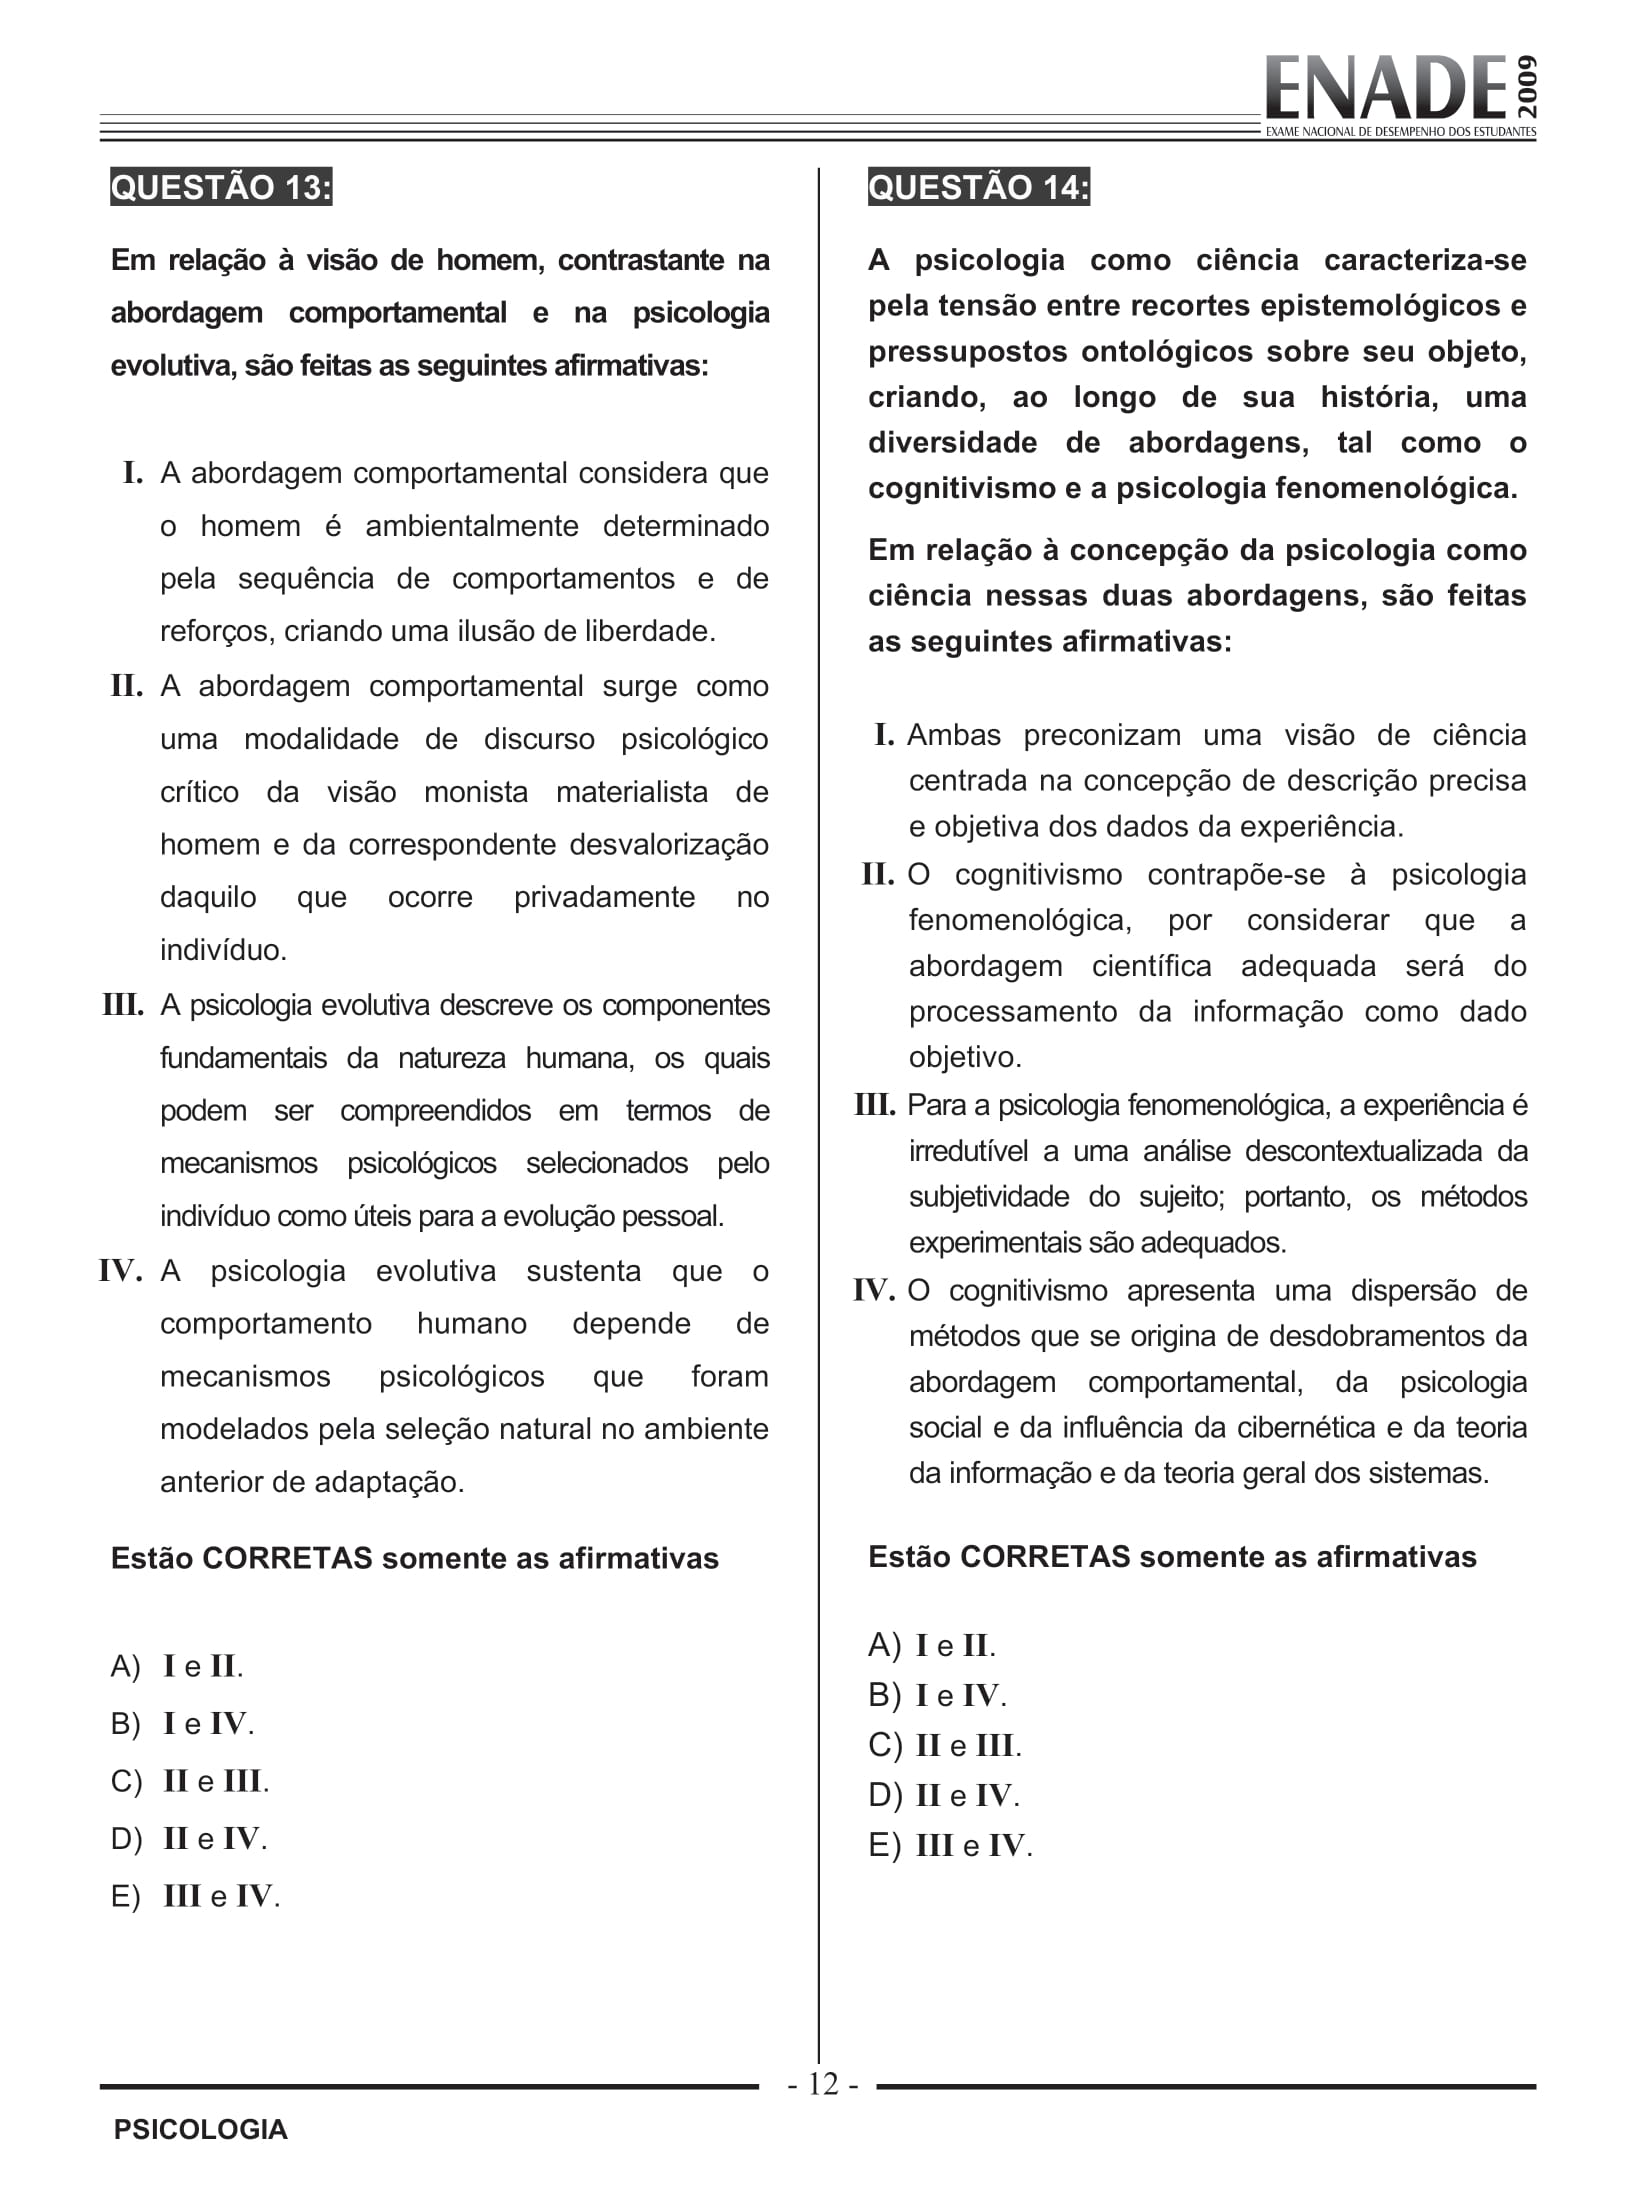 ENADE 2009
EXAME NACIONAL DE DESEMPENHO DOS ESTUDANTES
QUESTÃO 13:
Em relação à visão de homem, contrastante na
abordagem comportamental e na psicologia
evolutiva, são feitas as seguintes afirmativas:
I. A abordagem comportamental considera que
o homem é ambientalmente determinado
pela sequência de comportamentos e de
reforços, criando uma ilusão de liberdade.
II. A abordagem comportamental surge como
uma modalidade de discurso psicológico
crítico da visão monista materialista de
homem e da correspondente desvalorização
daquilo que ocorre privadamente no
indivíduo.
III. A psicologia evolutiva descreve os componentes
fundamentais da natureza humana, os quais
podem ser compreendidos em termos de
mecanismos psicológicos selecionados pelo
indivíduo como úteis para a evolução pessoal.
IV. A psicologia evolutiva sustenta que o
comportamento humano depende de
mecanismos psicológicos que foram
modelados pela seleção natural no ambiente
anterior de adaptação.
Estão CORRETAS somente as afirmativas
A) I e II.
B) I e IV.
C) II e III.
D) II e IV.
E) III e IV.
QUESTÃO 14:
A psicologia como ciência caracteriza-se
pela tensão entre recortes epistemológicos e
pressupostos ontológicos sobre seu objeto,
criando, ao longo de sua história, uma
diversidade de abordagens, tal como o
cognitivismo e a psicologia fenomenológica.
Em relação à concepção da psicologia como
ciência nessas duas abordagens, são feitas
as seguintes afirmativas:
I. Ambas preconizam uma visão de ciência
centrada na concepção de descrição precisa
e objetiva dos dados da experiência.
II. O cognitivismo contrapõe-se à psicologia
fenomenológica, por considerar que a
abordagem científica adequada será do
processamento da informação como dado
objetivo.
III. Para a psicologia fenomenológica, a experiência é
irredutível a uma análise descontextualizada da
subjetividade do sujeito; portanto, os métodos
experimentais são adequados.
IV. O cognitivismo apresenta uma dispersão de
métodos que se origina de desdobramentos da
abordagem comportamental, da psicologia
social e da influência da cibernética e da teoria
da informação e da teoria geral dos sistemas.
Estão CORRETAS somente as afirmativas
A) I e II.
B) I e IV.
C) II e III.
D) II e IV.
E) III e IV.
- 12 -
PSICOLOGIA